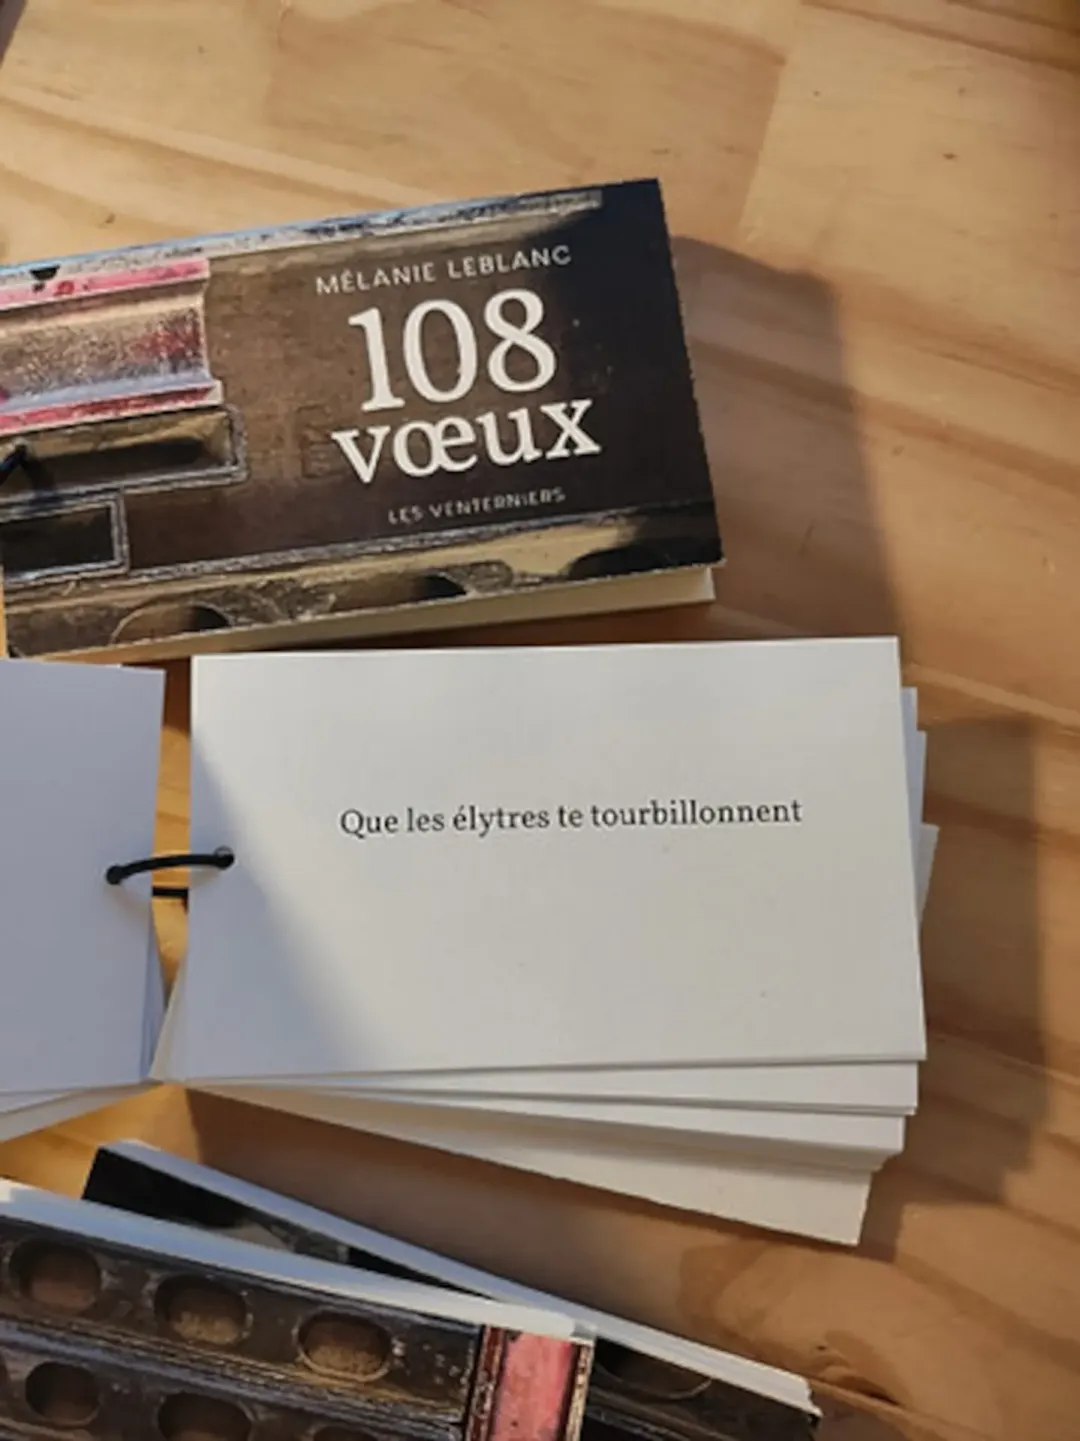 MÉLANIE LEBLANC
108
vœux
LES VENTERNIERS
Que les élytres te tourbillonnent